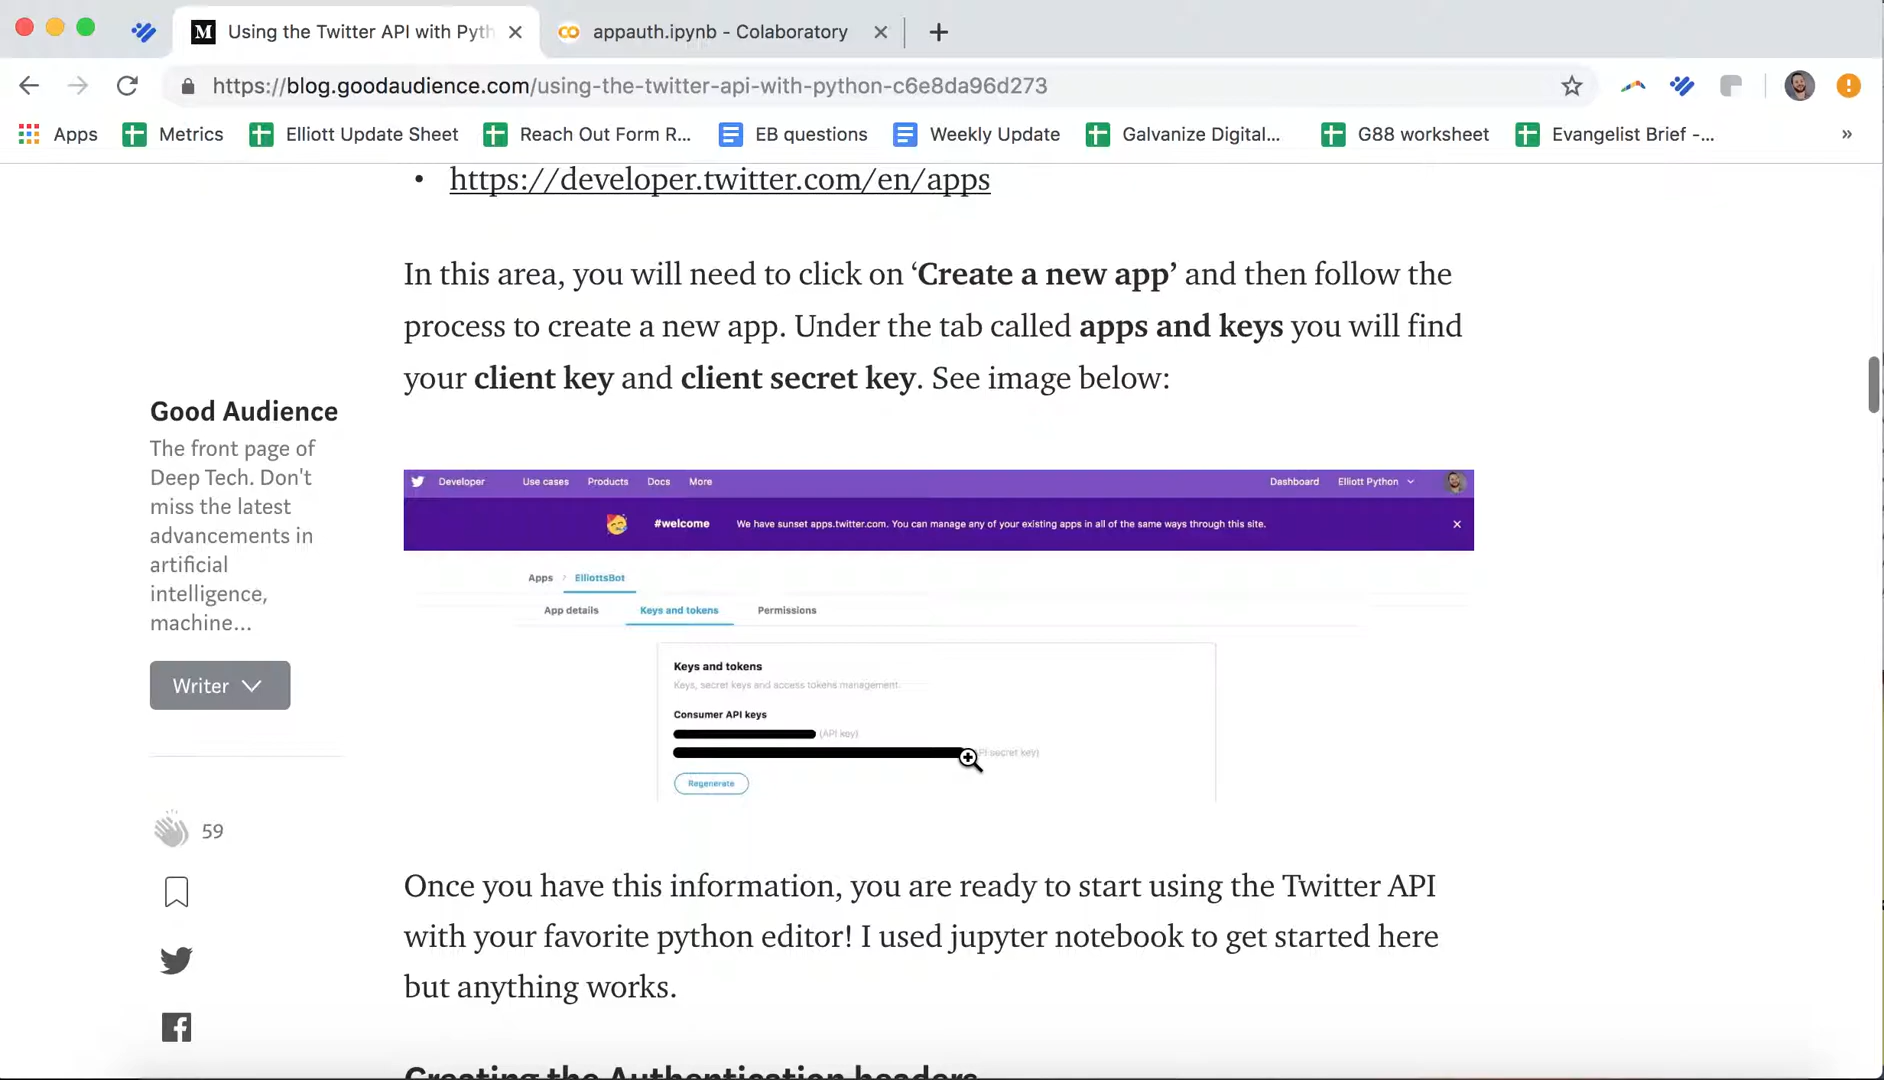 Using the Twitter API with Pyth
appauth.ipynb - Colaboratory
https://blog.goodaudience.com/using-the-twitter-api-with-python-c6e8da96d273
Apps Metrics Elliott Update Sheet Reach Out Form R... EB questions Weekly Update Galvanize Digital... G88 worksheet Evangelist Brief -... »
• https://developer.twitter.com/en/apps
In this area, you will need to click on ‘Create a new app’ and then follow the
process to create a new app. Under the tab called apps and keys you will find
your client key and client secret key. See image below:
Good Audience
The front page of
Deep Tech. Don't
miss the latest
advancements in
artificial
intelligence,
machine...
Writer
59
Developer Use cases Products Docs More Dashboard Elliott Python
#welcome We have sunset apps.twitter.com. You can manage any of your existing apps in all of the same ways through this site.
Apps ElliottsBot
App details Keys and tokens Permissions
Keys and tokens
Keys, secret keys and access tokens management.
Consumer API keys
(API key)
API secret key)
Regenerate
Once you have this information, you are ready to start using the Twitter API
with your favorite python editor! I used jupyter notebook to get started here
but anything works.
Creating the Authentication headers